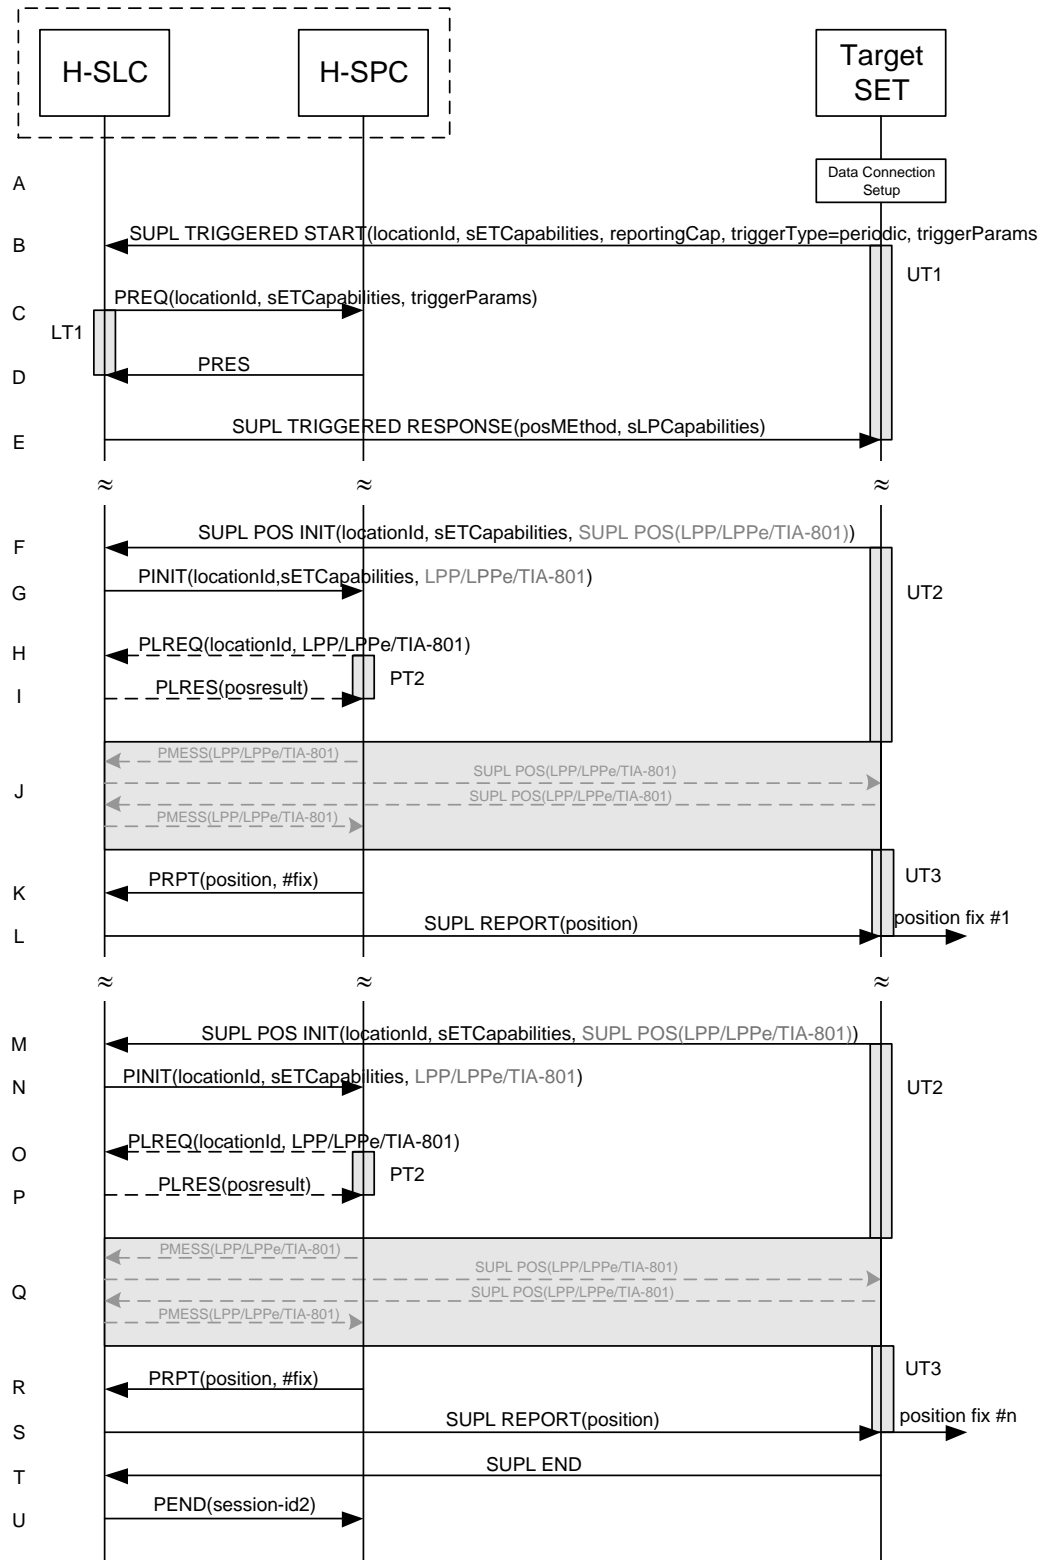 H-SLC
H-SPC
Target
SET
A
Data Connection
Setup
B
SUPL TRIGGERED START(locationId, sETCapabilities, reportingCap, triggerType=periodic, triggerParams
UT1
C
PREQ(locationId, sETCapabilities, triggerParams)
LT1
D
PRES
E
SUPL TRIGGERED RESPONSE(posMEthod, sLPCapabilities)
≈ ≈ ≈
F
SUPL POS INIT(locationId, sETCapabilities, SUPL POS(LPP/LPPe/TIA-801))
G
PINIT(locationId,sETCapabilities, LPP/LPPe/TIA-801)
UT2
H
PLREQ(locationId, LPP/LPPe/TIA-801)
PT2
I
PLRES(posresult)
J
PMESS(LPP/LPPe/TIA-801)
SUPL POS(LPP/LPPe/TIA-801)
SUPL POS(LPP/LPPe/TIA-801)
PMESS(LPP/LPPe/TIA-801)
UT3
K
PRPT(position, #fix)
L
SUPL REPORT(position)
position fix #1
≈ ≈ ≈
M
SUPL POS INIT(locationId, sETCapabilities, SUPL POS(LPP/LPPe/TIA-801))
N
PINIT(locationId, sETCapabilities, LPP/LPPe/TIA-801)
UT2
O
PLREQ(locationId, LPP/LPPe/TIA-801)
PT2
P
PLRES(posresult)
Q
PMESS(LPP/LPPe/TIA-801)
SUPL POS(LPP/LPPe/TIA-801)
SUPL POS(LPP/LPPe/TIA-801)
PMESS(LPP/LPPe/TIA-801)
UT3
R
PRPT(position, #fix)
S
SUPL REPORT(position)
position fix #n
T
SUPL END
U
PEND(session-id2)